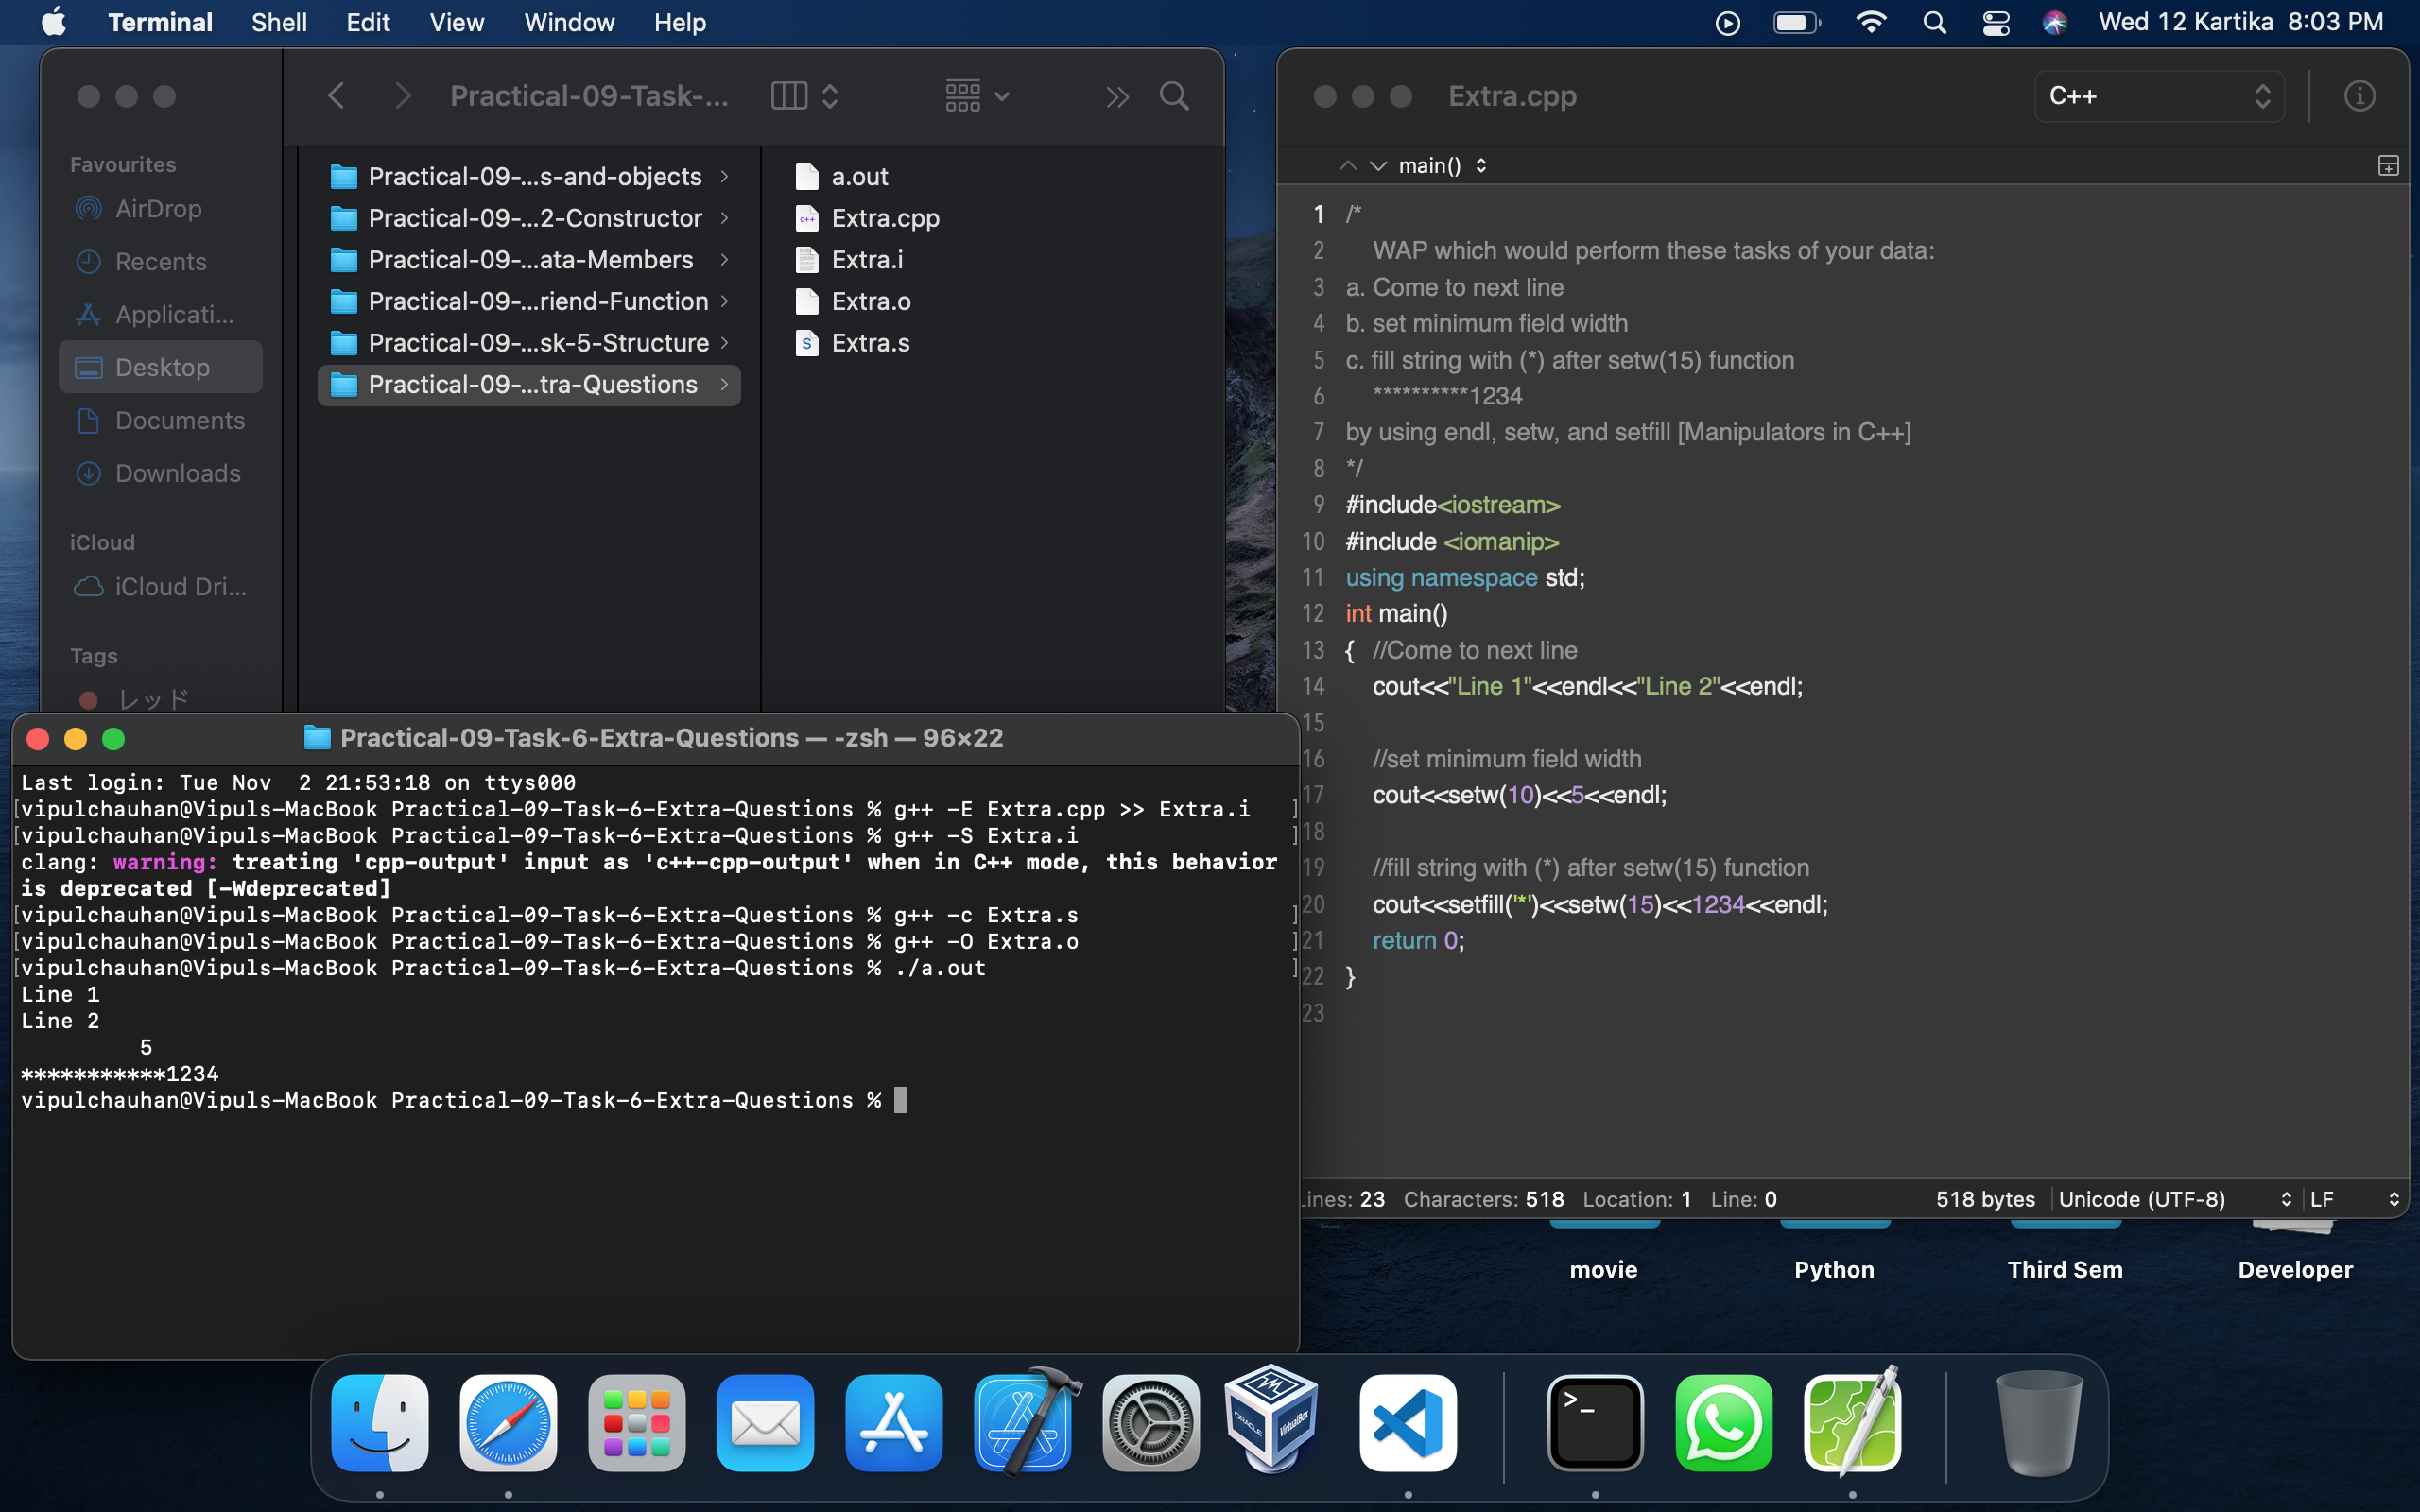 Terminal Shell Edit View Window Help Wed 12 Kartika 8:03 PM
Practical-09-Task-...
Favourites
AirDrop
Recents
Applicati...
Desktop
Documents
Downloads
iCloud
iCloud Dri...
Tags
レッド
Practical-09-...s-and-objects
Practical-09-...2-Constructor
Practical-09-...ata-Members
Practical-09-...riend-Function
Practical-09-...sk-5-Structure
Practical-09-...tra-Questions
a.out
Extra.cpp
Extra.i
Extra.o
Extra.s
Extra.cpp C++
main()
1 /*
2 WAP which would perform these tasks of your data:
3 a. Come to next line
4 b. set minimum field width
5 c. fill string with (*) after setw(15) function
6 **********1234
7 by using endl, setw, and setfill [Manipulators in C++]
8 */
9 #include<iostream>
10 #include <iomanip>
11 using namespace std;
12 int main()
13 { //Come to next line
14 cout<<"Line 1"<<endl<<"Line 2"<<endl;
15
16 //set minimum field width
17 cout<<setw(10)<<5<<endl;
18
19 //fill string with (*) after setw(15) function
20 cout<<setfill('*')<<setw(15)<<1234<<endl;
21 return 0;
22 }
23
Lines: 23 Characters: 518 Location: 1 Line: 0 518 bytes Unicode (UTF-8) LF
Practical-09-Task-6-Extra-Questions — -zsh — 96×22
Last login: Tue Nov  2 21:53:18 on ttys000
[vipulchauhan@Vipuls-MacBook Practical-09-Task-6-Extra-Questions % g++ -E Extra.cpp >> Extra.i ]
[vipulchauhan@Vipuls-MacBook Practical-09-Task-6-Extra-Questions % g++ -S Extra.i ]
clang: warning: treating 'cpp-output' input as 'c++-cpp-output' when in C++ mode, this behavior
is deprecated [-Wdeprecated]
[vipulchauhan@Vipuls-MacBook Practical-09-Task-6-Extra-Questions % g++ -c Extra.s ]
[vipulchauhan@Vipuls-MacBook Practical-09-Task-6-Extra-Questions % g++ -O Extra.o ]
[vipulchauhan@Vipuls-MacBook Practical-09-Task-6-Extra-Questions % ./a.out ]
Line 1
Line 2
         5
***********1234
vipulchauhan@Vipuls-MacBook Practical-09-Task-6-Extra-Questions %
movie Python Third Sem Developer
ORACLE VirtualBox